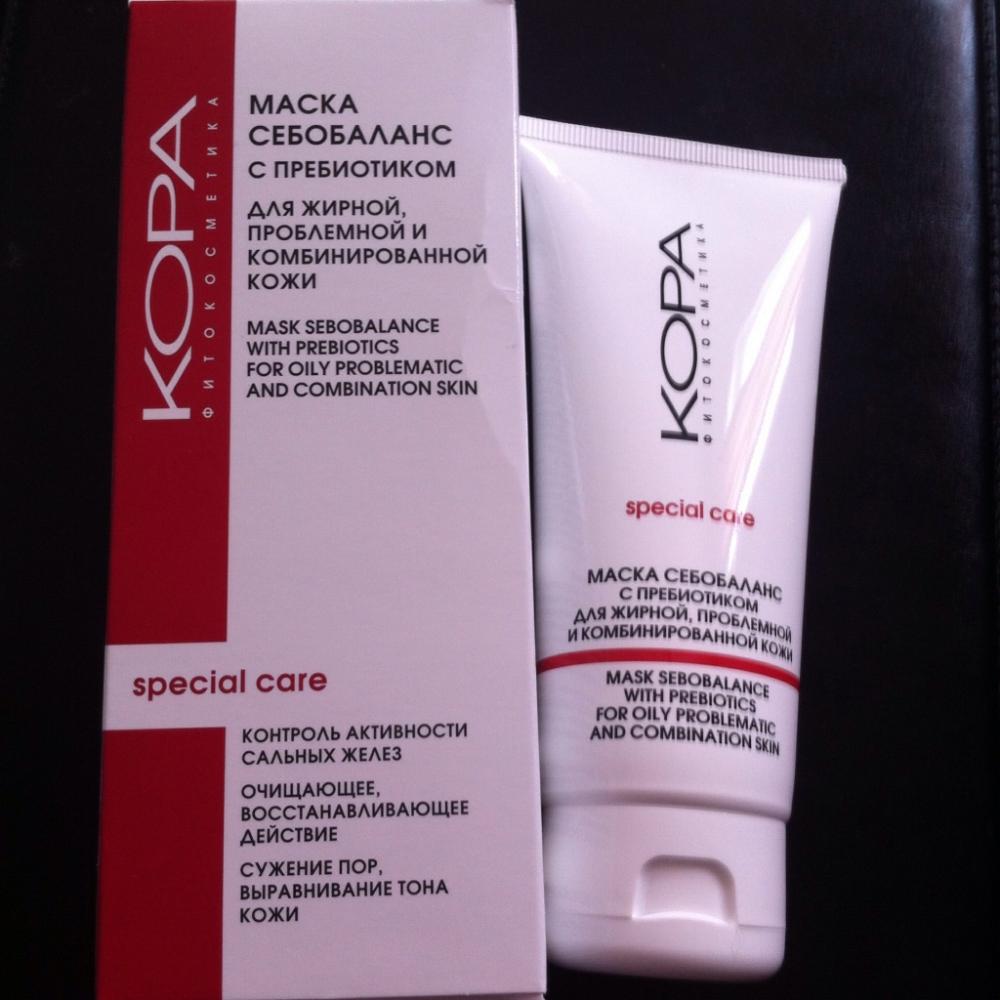 КОРА
ФИТОКОСМЕТИКА
МАСКА
СЕБОБАЛАНС
С ПРЕБИОТИКОМ
ДЛЯ ЖИРНОЙ,
ПРОБЛЕМНОЙ И
КОМБИНИРОВАННОЙ
КОЖИ
MASK SEBOBALANCE
WITH PREBIOTICS
FOR OILY PROBLEMATIC
AND COMBINATION SKIN
special care
КОНТРОЛЬ АКТИВНОСТИ
САЛЬНЫХ ЖЕЛЕЗ
ОЧИЩАЮЩЕЕ,
ВОССТАНАВЛИВАЮЩЕЕ
ДЕЙСТВИЕ
СУЖЕНИЕ ПОР,
ВЫРАВНИВАНИЕ ТОНА
КОЖИ
КОРА
ФИТОКОСМЕТИКА
special care
МАСКА СЕБОБАЛАНС
С ПРЕБИОТИКОМ
ДЛЯ ЖИРНОЙ, ПРОБЛЕМНОЙ
И КОМБИНИРОВАННОЙ КОЖИ
MASK SEBOBALANCE
WITH PREBIOTICS
FOR OILY PROBLEMATIC
AND COMBINATION SKIN